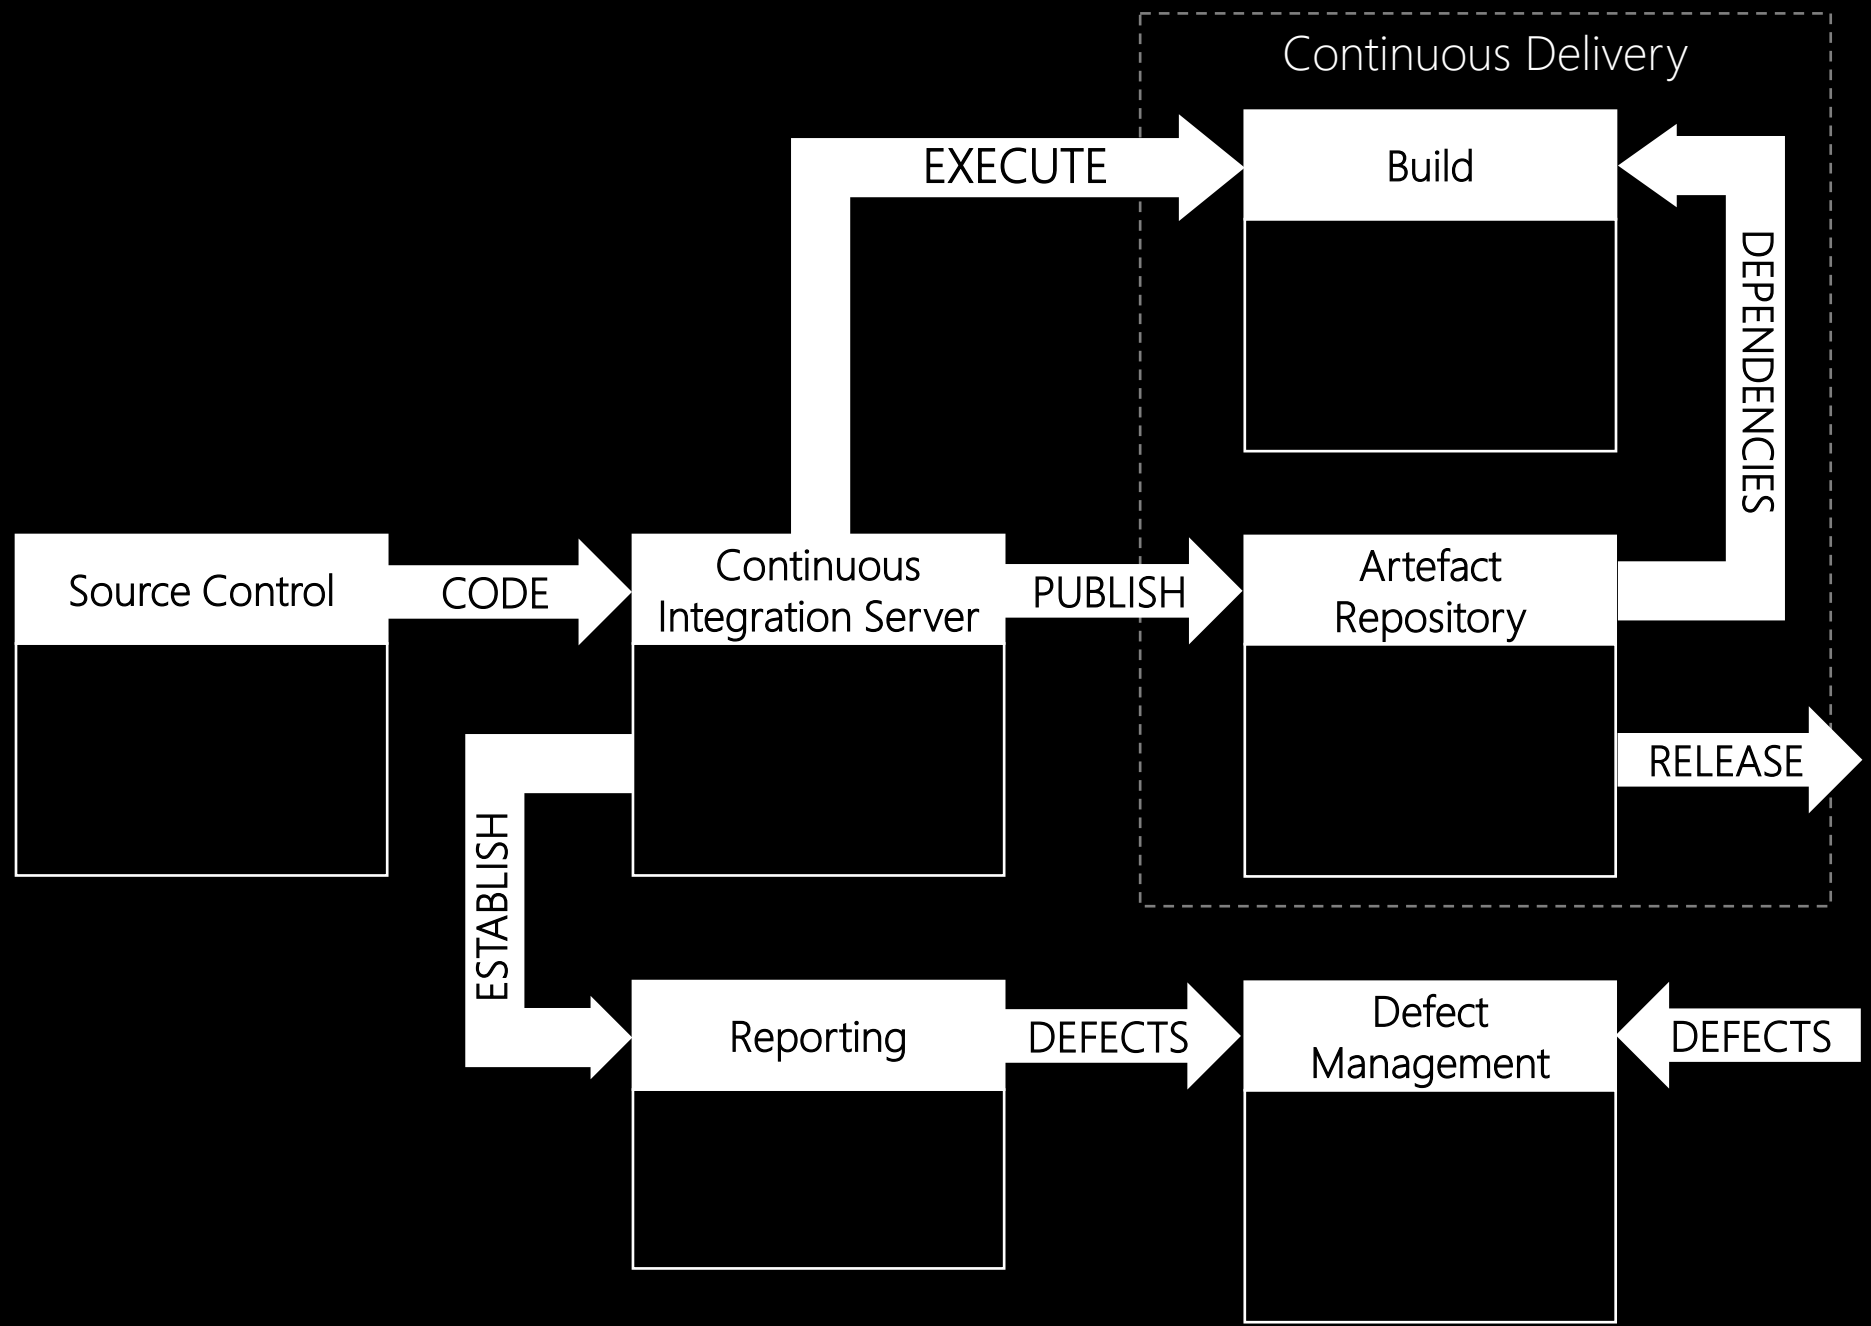 Continuous Delivery
EXECUTE
Build
DEPENDENCIES
Source Control
CODE
Continuous
Integration Server
PUBLISH
Artefact
Repository
RELEASE
ESTABLISH
Reporting
DEFECTS
Defect
Management
DEFECTS